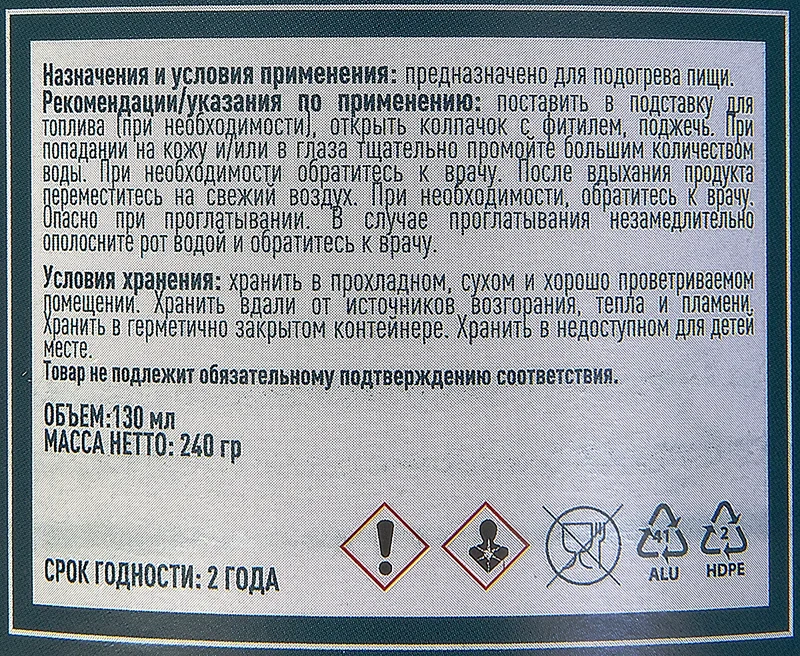 Назначения и условия применения: предназначено для подогрева пищи.
Рекомендации/указания по применению: поставить в подставку для
топлива (при необходимости), открыть колпачок с фитилем, поджечь. При
попадании на кожу и/или в глаза тщательно промойте большим количеством
воды. При необходимости обратитесь к врачу. После вдыхания продукта
переместитесь на свежий воздух. При необходимости, обратитесь к врачу.
Опасно при проглатывании. В случае проглатывания незамедлительно
ополосните рот водой и обратитесь к врачу.
Условия хранения: хранить в прохладном, сухом и хорошо проветриваемом
помещении. Хранить вдали от источников возгорания, тепла и пламени.
Хранить в герметично закрытом контейнере. Хранить в недоступном для детей
месте.
Товар не подлежит обязательному подтверждению соответствия.
ОБЪЕМ:130 мл
МАССА НЕТТО: 240 гр
СРОК ГОДНОСТИ: 2 ГОДА
41 2
ALU HDPE